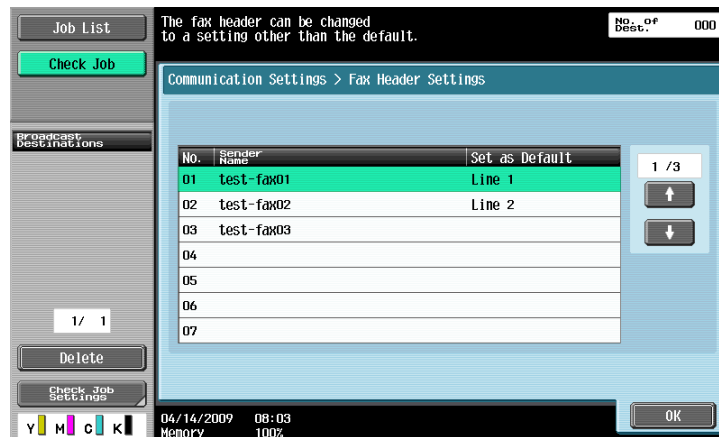 Job List
Check Job
The fax header can be changed
to a setting other than the default.
No. of
Dest.
000
Communication Settings > Fax Header Settings
Broadcast
Destinations
No. Sender
Name Set as Default
01 test-fax01 Line 1
02 test-fax02 Line 2
03 test-fax03
04
05
06
07
1 /3
1/ 1
Delete
Check Job
Settings
Y M C K
04/14/2009 08:03
Memory 100%
OK